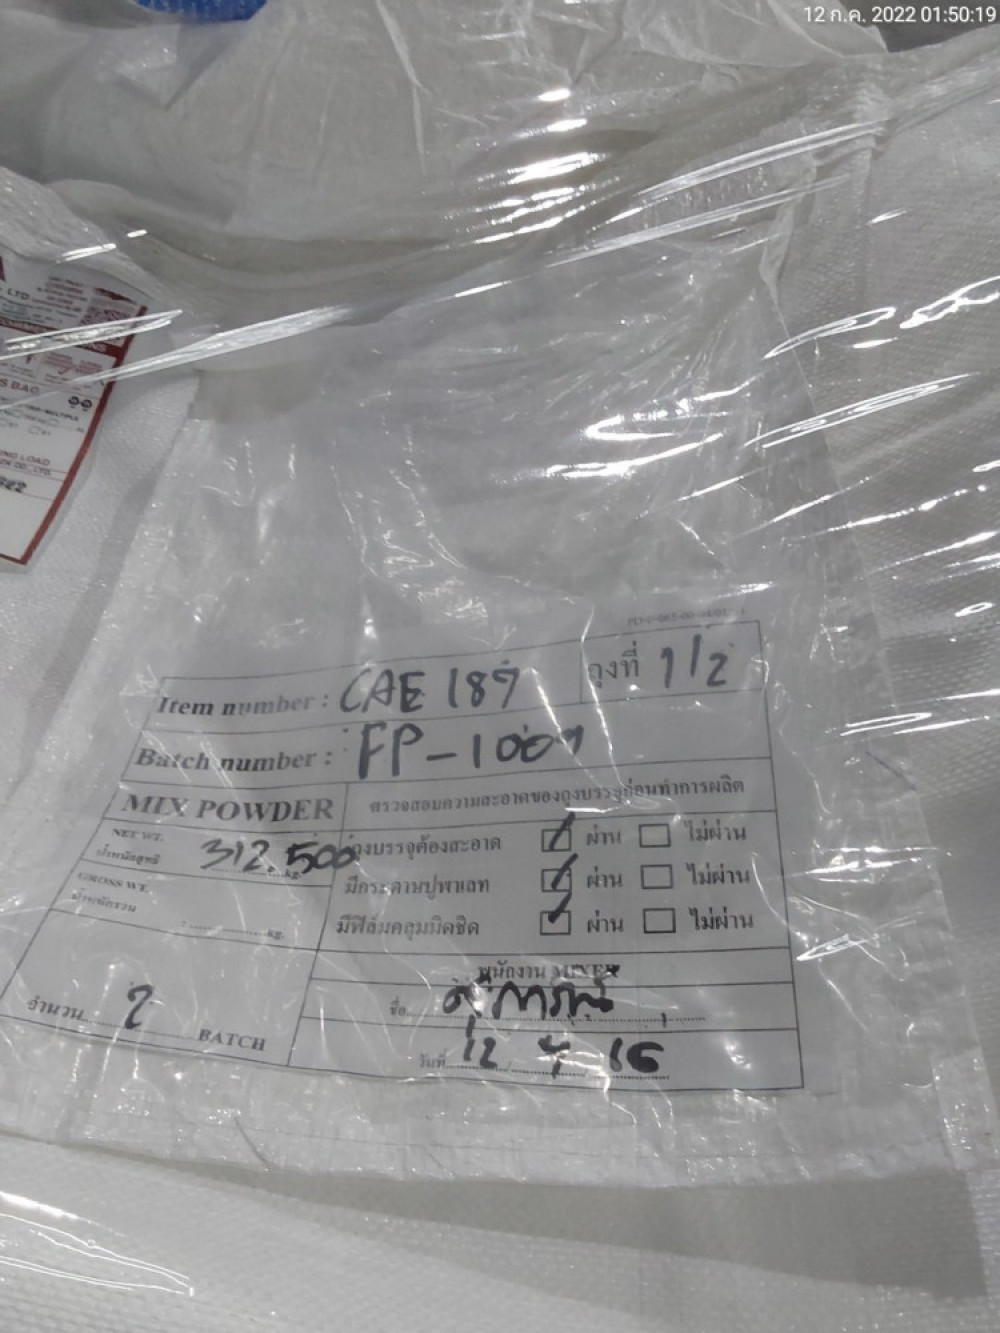 12 ก.ค. 2022 01:50:19
LTD
S BAG
ING LOAD
Item number : CAE 187 ถุงที่ 1/2
Batch number : FP-1007
MIX POWDER ตรวจสอบความสะอาดของถุงบรรจุก่อนทำการผลิต
NET WT.
น้ำหนักสุทธิ 312.500 kg. ถุงบรรจุต้องสะอาด ผ่าน ไม่ผ่าน
GROSS WT. มีกระดาษปูพาเลท ผ่าน ไม่ผ่าน
น้ำหนักรวม kg. มีฟิล์มคลุมมิดชิด ผ่าน ไม่ผ่าน
พนักงาน MIXER
จำนวน 2 BATCH ชื่อ
วันที่ 12 / 7 / 16